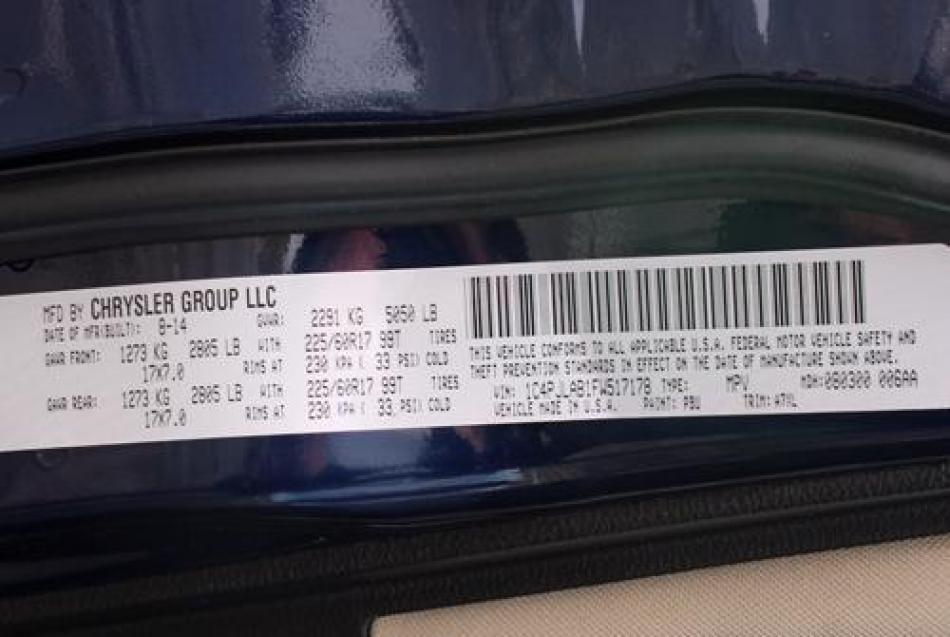 MFD BY CHRYSLER GROUP LLC
DATE OF MFR(BUILT): 8-14 GVWR: 2291 KG 5050 LB
GAWR FRONT: 1273 KG 2805 LB WITH 225/60R17 99T TIRES
17X7.0 RIMS AT 230 KPA ( 33 PSI) COLD
GAWR REAR: 1273 KG 2805 LB WITH 225/60R17 99T TIRES
17X7.0 RIMS AT 230 KPA ( 33 PSI) COLD
THIS VEHICLE CONFORMS TO ALL APPLICABLE U.S.A. FEDERAL MOTOR VEHICLE SAFETY AND
THEFT PREVENTION STANDARDS IN EFFECT ON THE DATE OF MANUFACTURE SHOWN ABOVE.
VIN: 1C4PJLAB1FW517178 TYPE: MPV MDH: 080300 006AA
VEHICLE MADE IN U.S.A. PAINT: PBU TRIM: